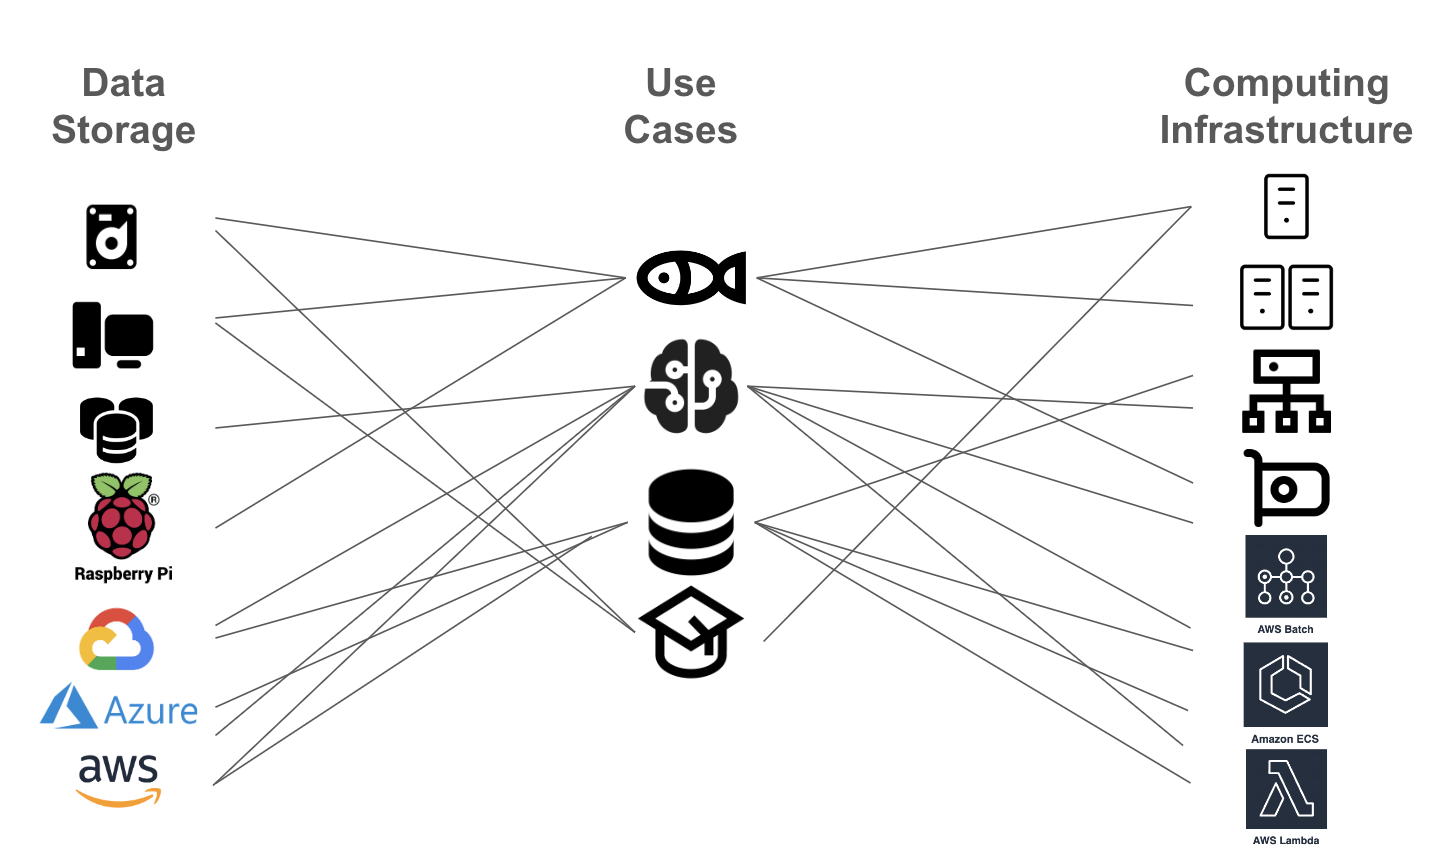 Data
Storage
Use
Cases
Computing
Infrastructure
®
Raspberry Pi
Azure
aws
AWS Batch
Amazon ECS
AWS Lambda